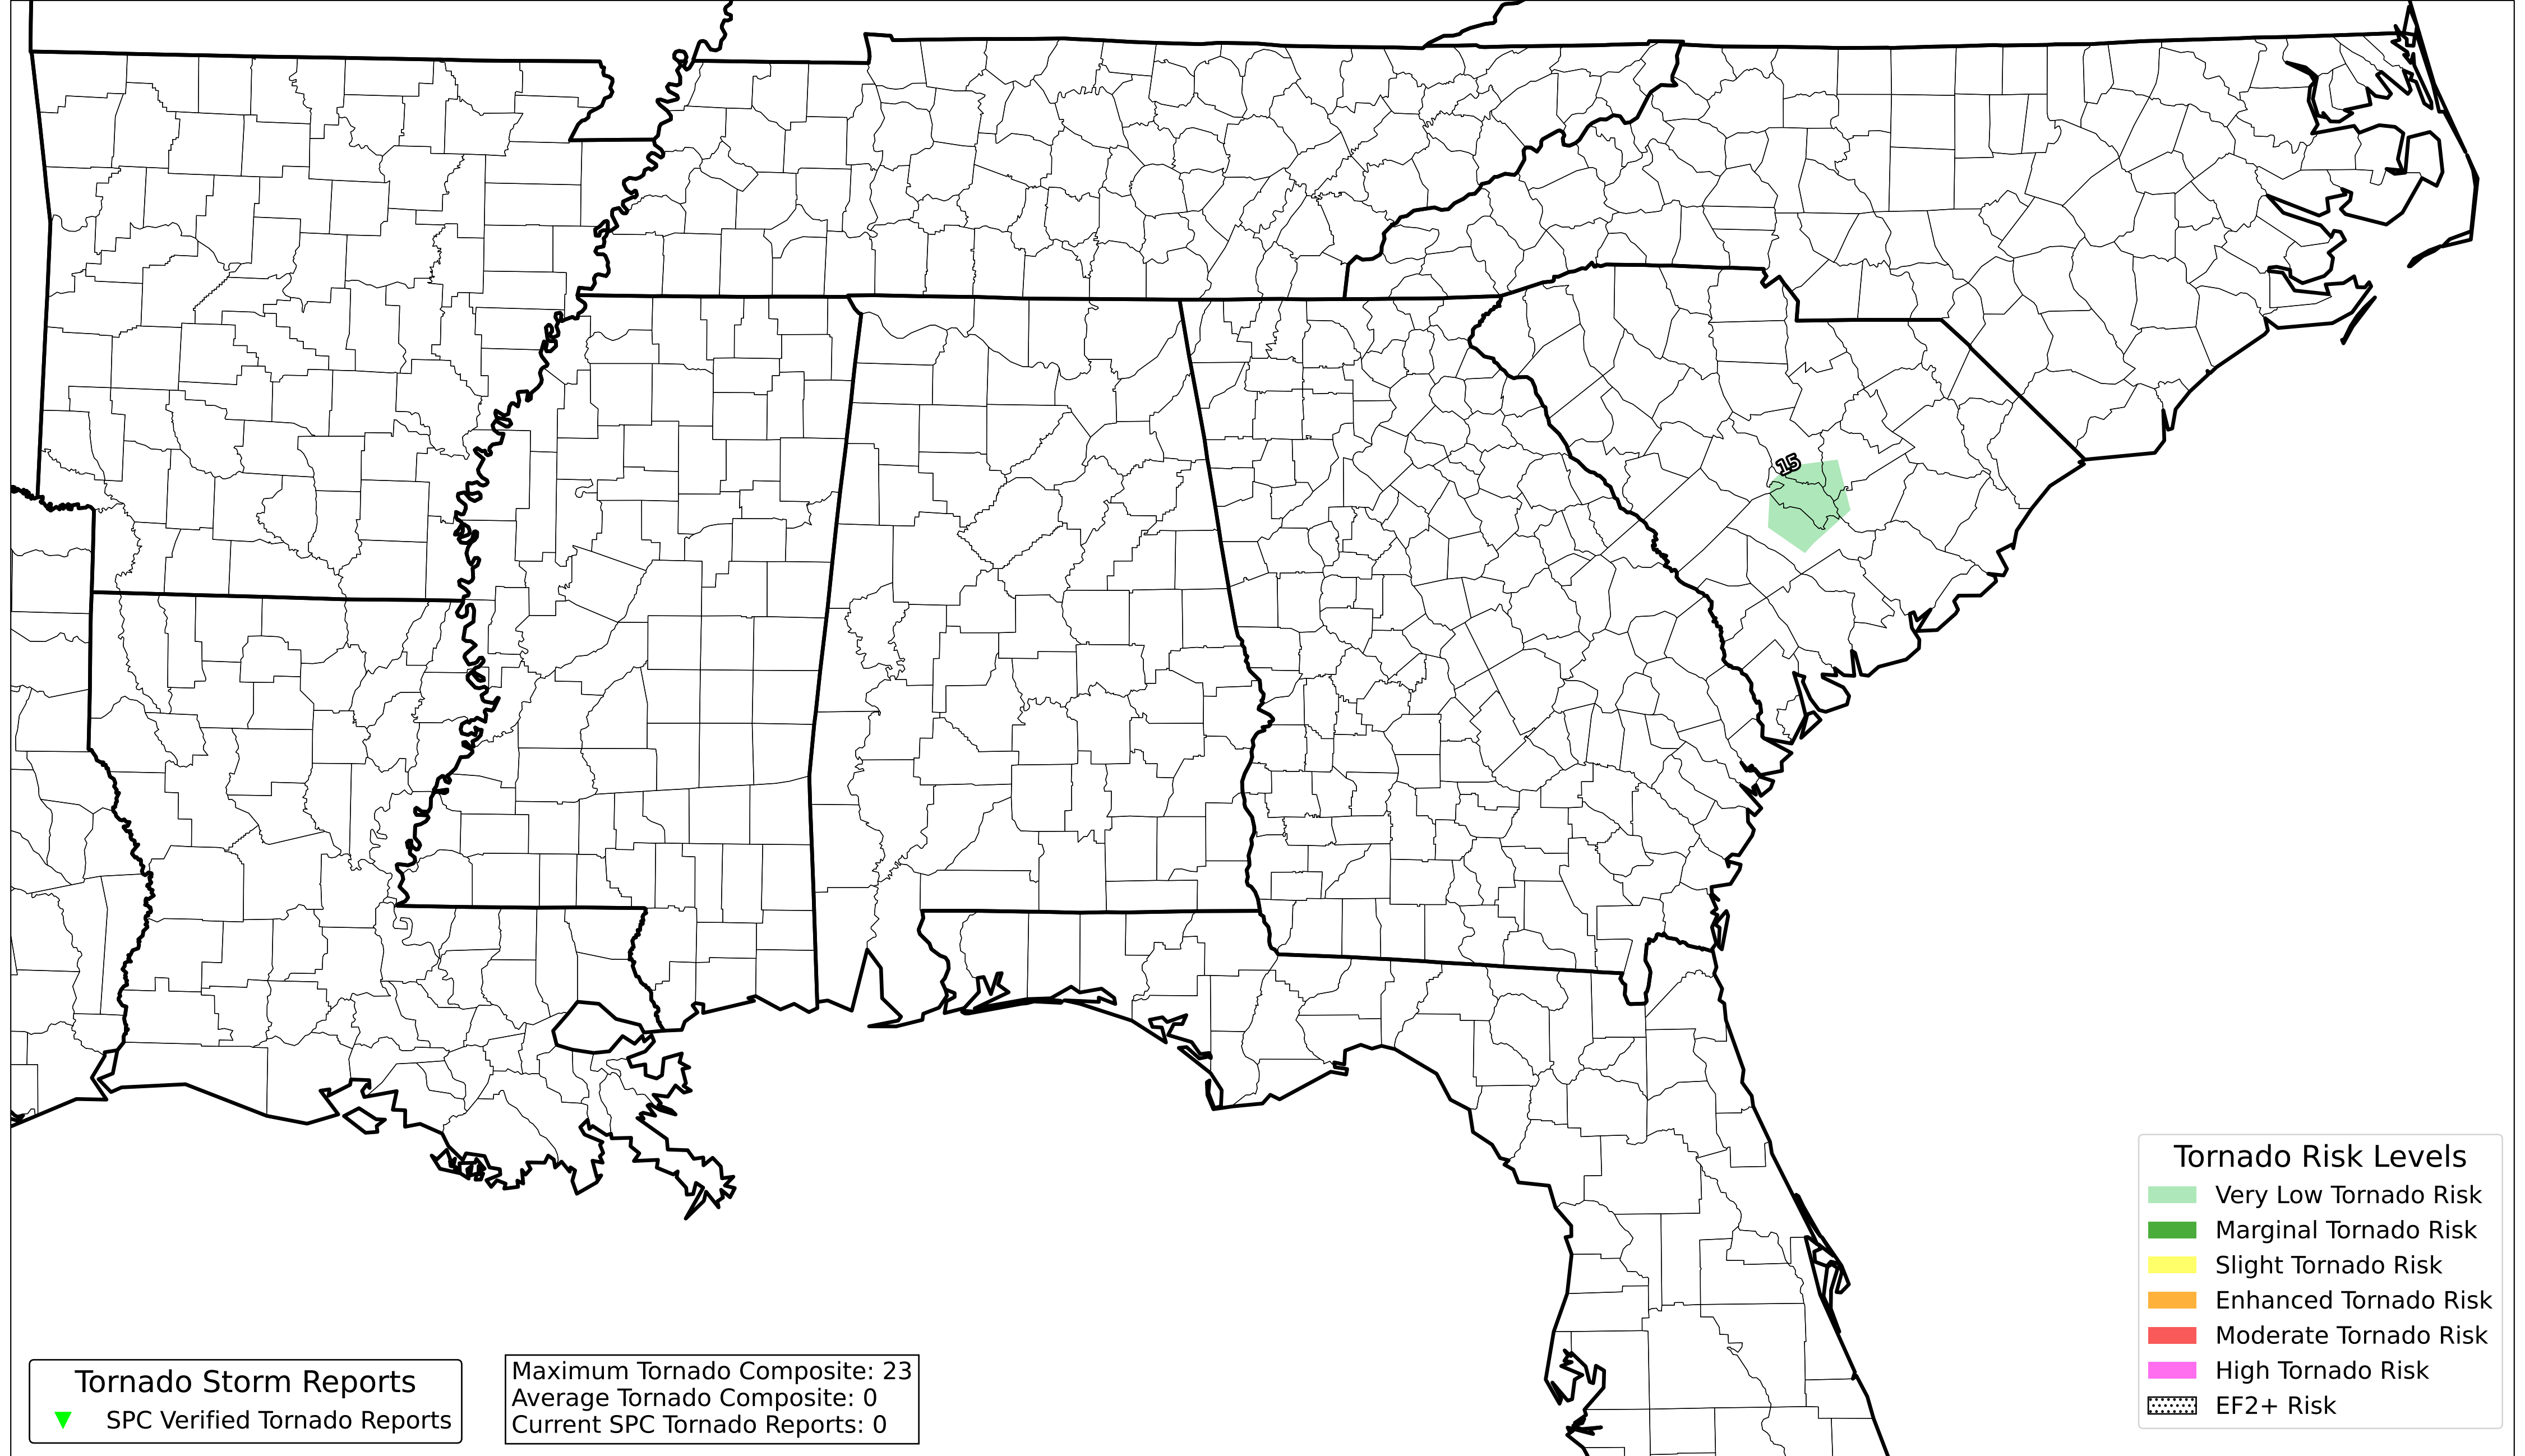 15
Tornado Risk Levels
Very Low Tornado Risk
Marginal Tornado Risk
Slight Tornado Risk
Enhanced Tornado Risk
Moderate Tornado Risk
High Tornado Risk
EF2+ Risk
Tornado Storm Reports
SPC Verified Tornado Reports
Maximum Tornado Composite: 23
Average Tornado Composite: 0
Current SPC Tornado Reports: 0